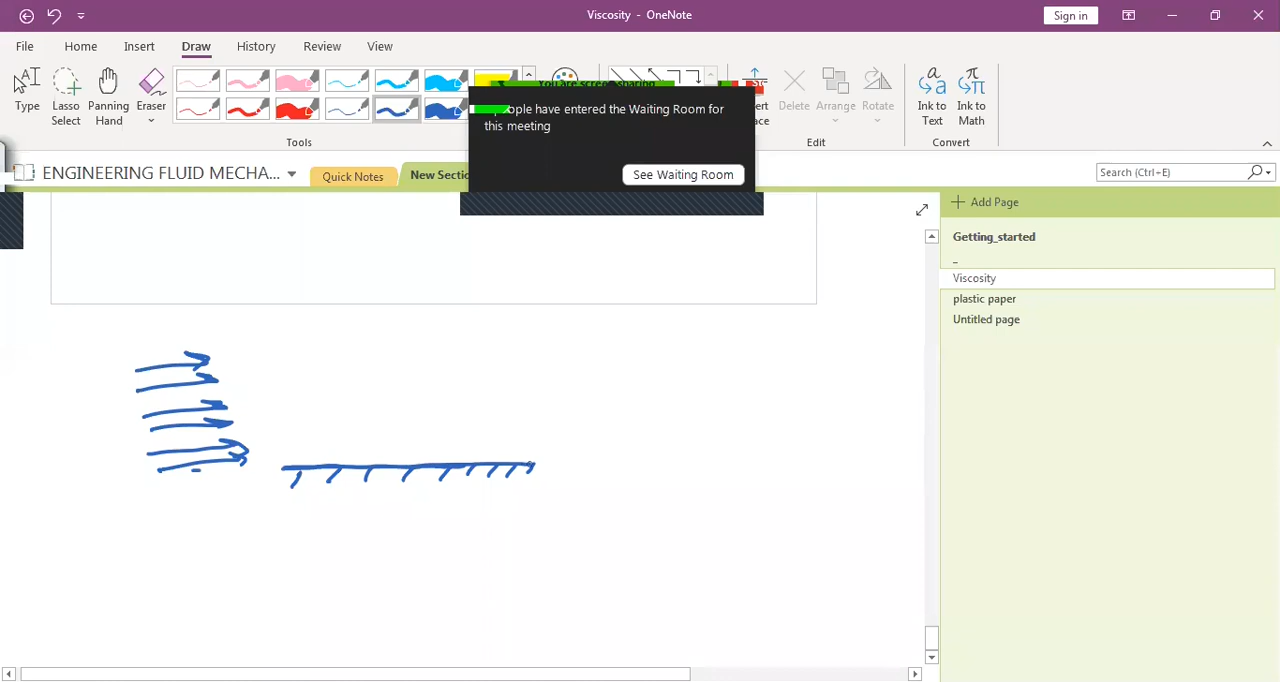 Viscosity - OneNote
Sign in
File Home Insert Draw History Review View
Type
Lasso Select
Panning Hand
Eraser
Delete
Arrange
Rotate
Ink to Text
Ink to Math
Tools
Edit
Convert
have entered the Waiting Room for
this meeting
See Waiting Room
ENGINEERING FLUID MECHA...
Quick Notes
New Sectio
Search (Ctrl+E)
Add Page
Getting_started
Viscosity
plastic paper
Untitled page